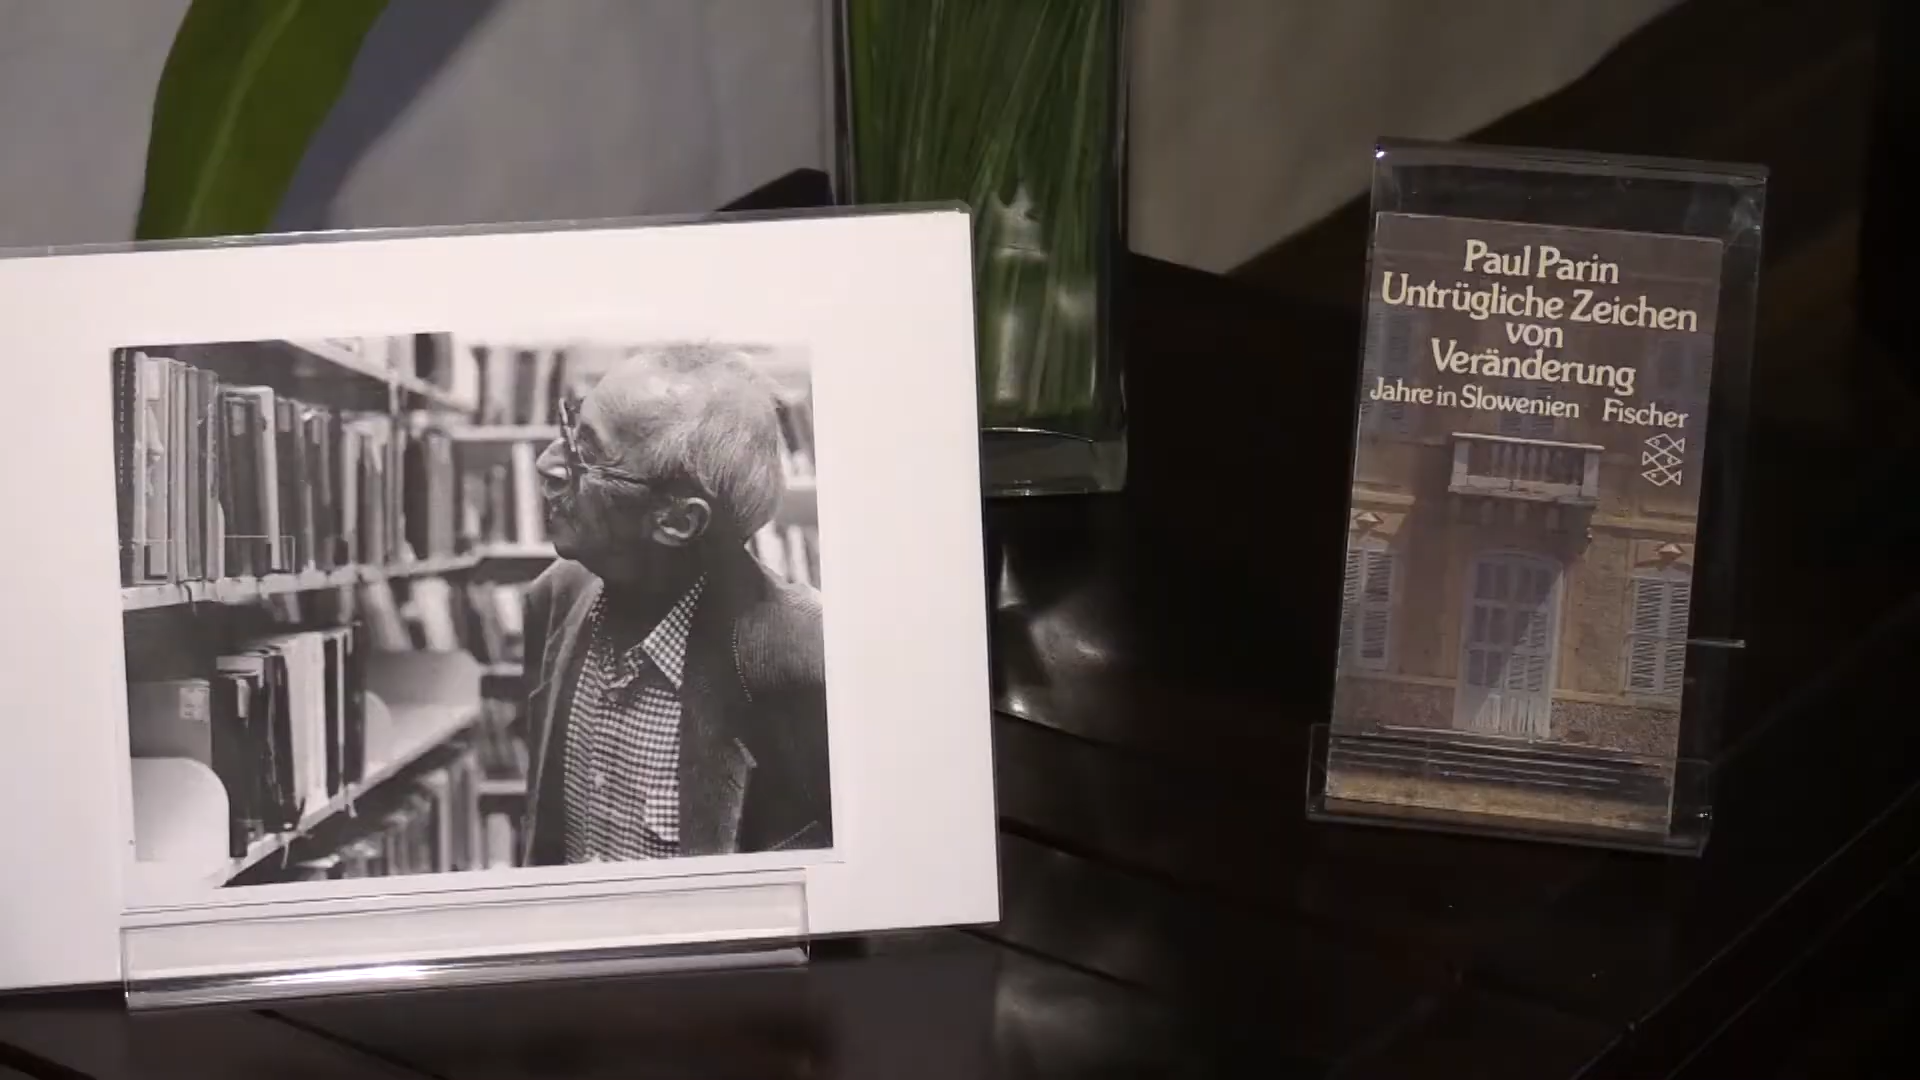 Paul Parin
Untrügliche Zeichen
von
Veränderung
Jahre in Slowenien Fischer